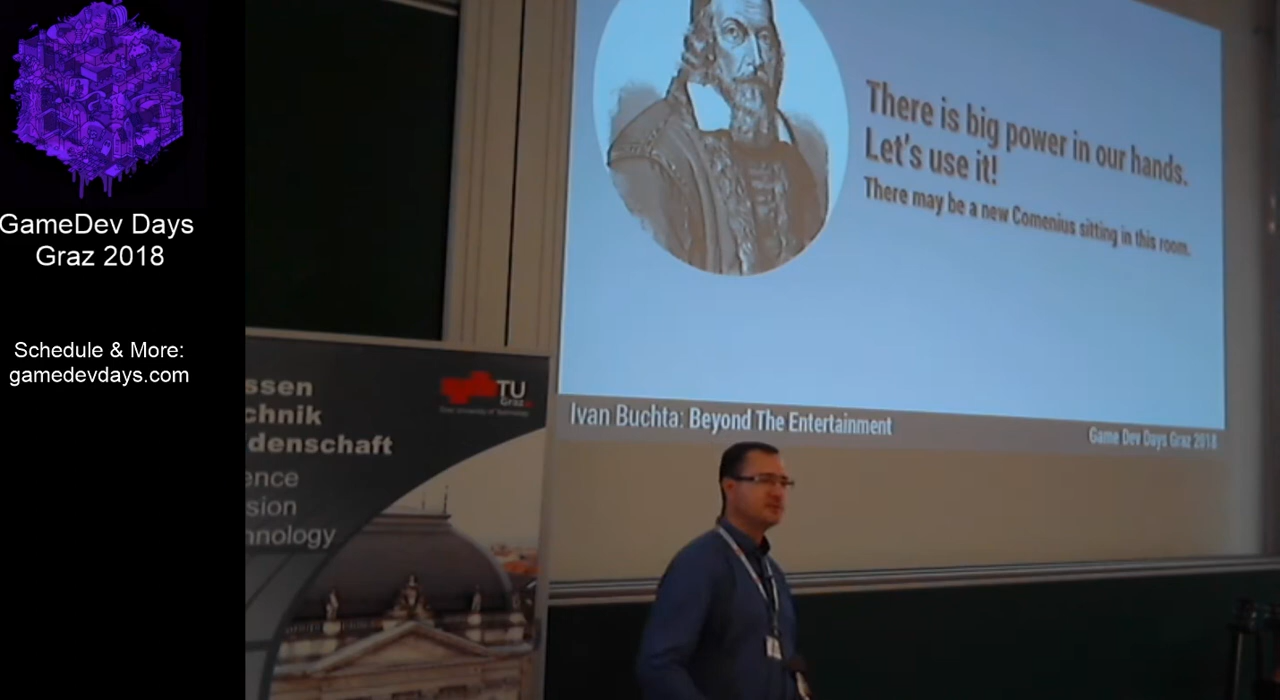 GameDev Days
Graz 2018
Schedule & More:
gamedevdays.com
There is big power in our hands.
Let's use it!
There may be a new Comenius sitting in this room.
Ivan Buchta: Beyond The Entertainment
Game Dev Days Graz 2018
ssen
chnik
denschaft
ence
sion
hnology
TU
Graz